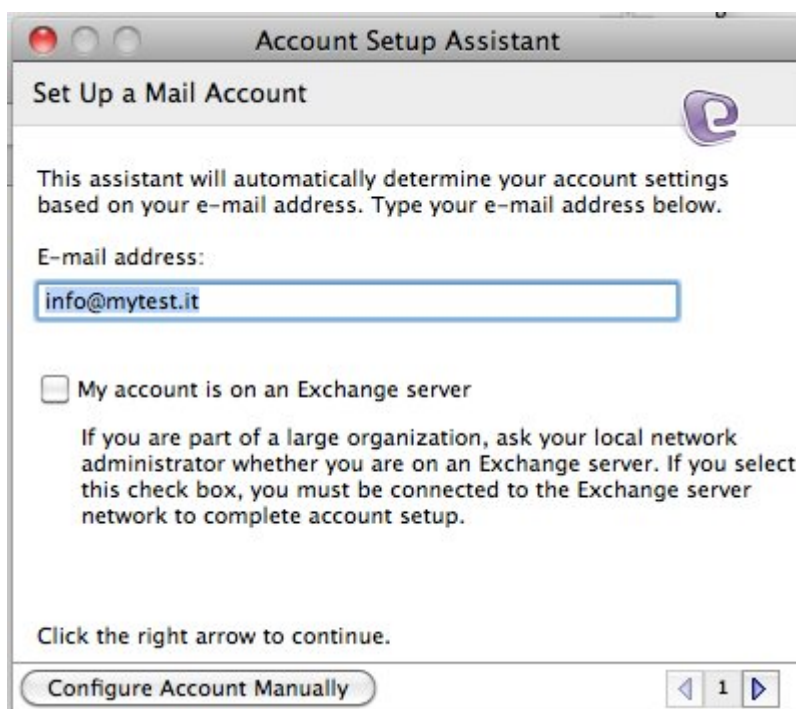 Account Setup Assistant
Set Up a Mail Account
This assistant will automatically determine your account settings
based on your e-mail address. Type your e-mail address below.
E-mail address:
info@mytest.it
My account is on an Exchange server
If you are part of a large organization, ask your local network
administrator whether you are on an Exchange server. If you select
this check box, you must be connected to the Exchange server
network to complete account setup.
Click the right arrow to continue.
Configure Account Manually
1